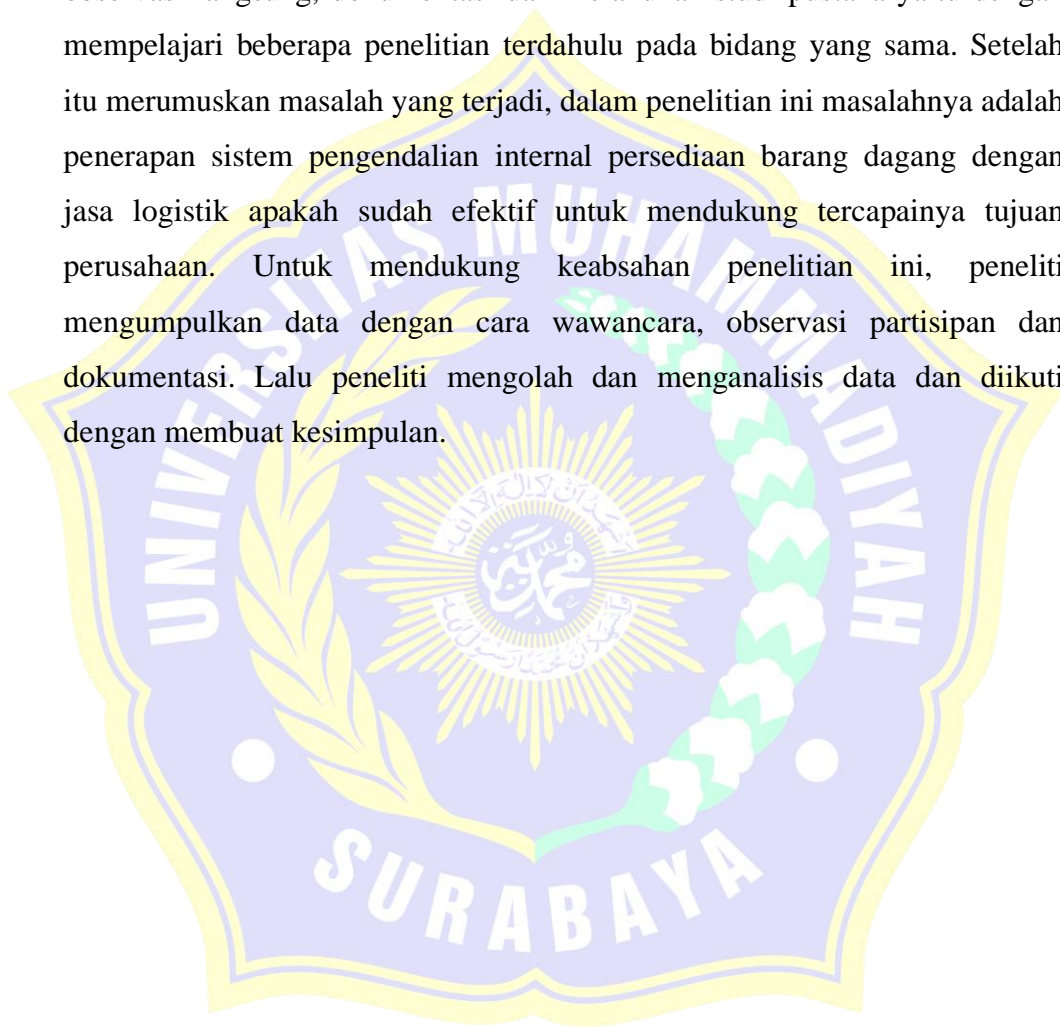 mempelajari beberapa penelitian terdahulu pada bidang yang sama. Setelah
itu merumuskan masalah yang terjadi, dalam penelitian ini masalahnya adalah
penerapan sistem pengendalian internal persediaan barang dagang dengan
jasa logistik apakah sudah efektif untuk mendukung tercapainya tujuan
perusahaan. Untuk mendukung keabsahan penelitian ini, peneliti
mengumpulkan data dengan cara wawancara, observasi partisipan dan
dokumentasi. Lalu peneliti mengolah dan menganalisis data dan diikuti
dengan membuat kesimpulan.
UNIVERSITAS MUHAMMADIYAH
SURABAYA